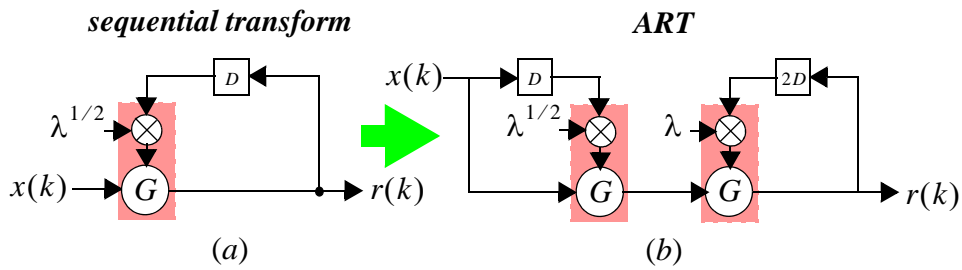 sequential transform
ART
D
x(k)
D
2D
λ^{1/2}
λ^{1/2}
λ
x(k)
G
r(k)
G
G
r(k)
(a)
(b)